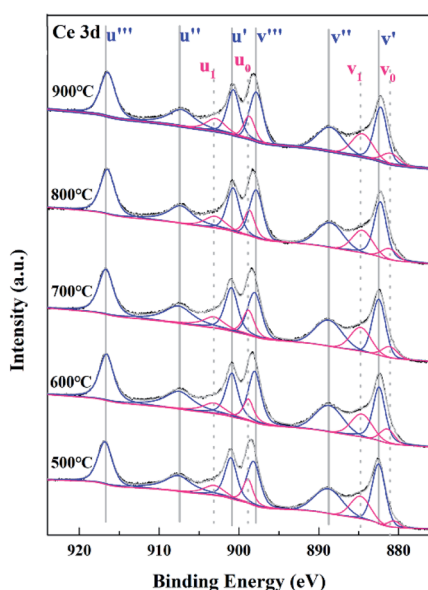 Ce 3d
u''' u'' u' v''' v'' v'
u₁ u₀ v₁ v₀
900°C
800°C
700°C
600°C
500°C
Intensity (a.u.)
920 910 900 890 880
Binding Energy (eV)